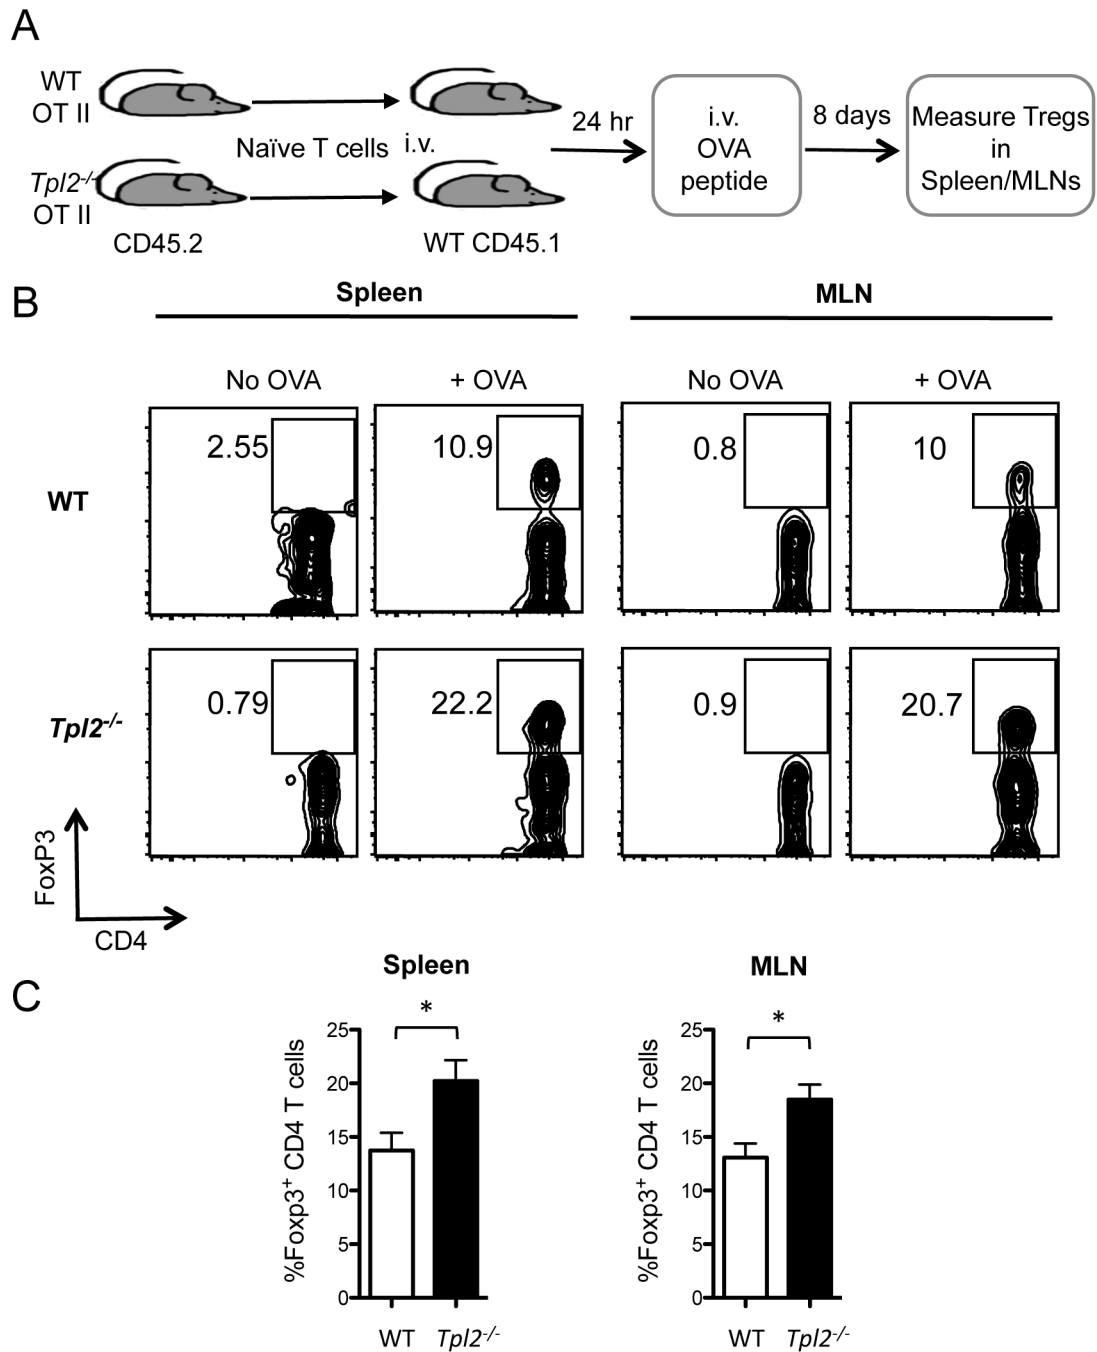 A
WT
OT II
Tpl2-/-
OT II
CD45.2
Naïve T cells
i.v.
WT CD45.1
24 hr
i.v.
OVA
peptide
8 days
Measure Tregs
in
Spleen/MLNs
B
Spleen
MLN
No OVA
+ OVA
No OVA
+ OVA
WT
2.55
10.9
0.8
10
Tpl2-/-
0.79
22.2
0.9
20.7
FoxP3
CD4
C
Spleen
*
%Foxp3+ CD4 T cells
25
20
15
10
5
0
WT
Tpl2-/-
MLN
*
%Foxp3+ CD4 T cells
25
20
15
10
5
0
WT
Tpl2-/-